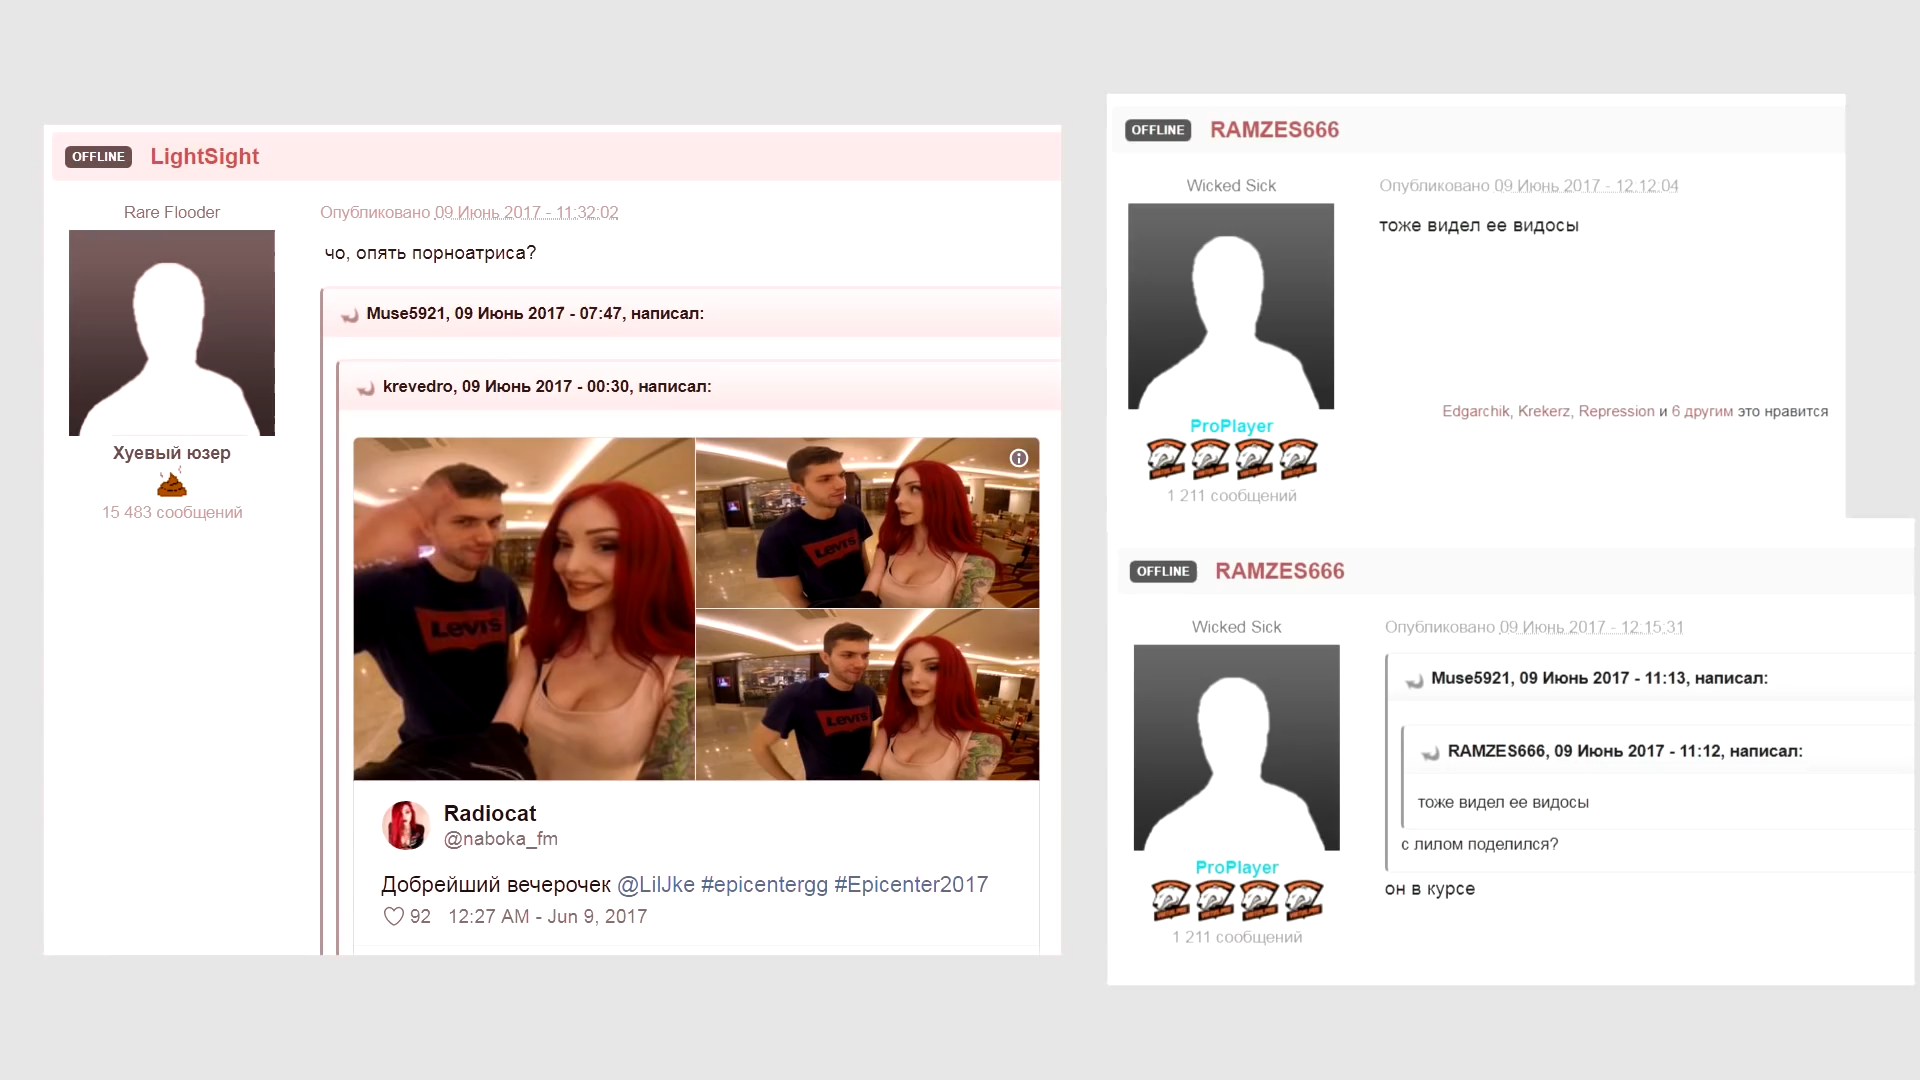 OFFLINE LightSight
Rare Flooder
Опубликовано 09 Июнь 2017 - 11:32:02
чо, опять порноатриса?
Muse5921, 09 Июнь 2017 - 07:47, написал:
krevedro, 09 Июнь 2017 - 00:30, написал:
Levi's
Levi's
Levi's
Хуевый юзер
15 483 сообщений
Radiocat
@naboka_fm
Добрейший вечерочек @LilJke #epicentergg #Epicenter2017
92 12:27 AM - Jun 9, 2017
OFFLINE RAMZES666
Wicked Sick
Опубликовано 09 Июнь 2017 - 12:12:04
тоже видел ее видосы
Edgarchik, Krekerz, Repression и 6 другим это нравится
ProPlayer
1 211 сообщений
OFFLINE RAMZES666
Wicked Sick
Опубликовано 09 Июнь 2017 - 12:15:31
Muse5921, 09 Июнь 2017 - 11:13, написал:
RAMZES666, 09 Июнь 2017 - 11:12, написал:
тоже видел ее видосы
с лилом поделился?
он в курсе
ProPlayer
1 211 сообщений